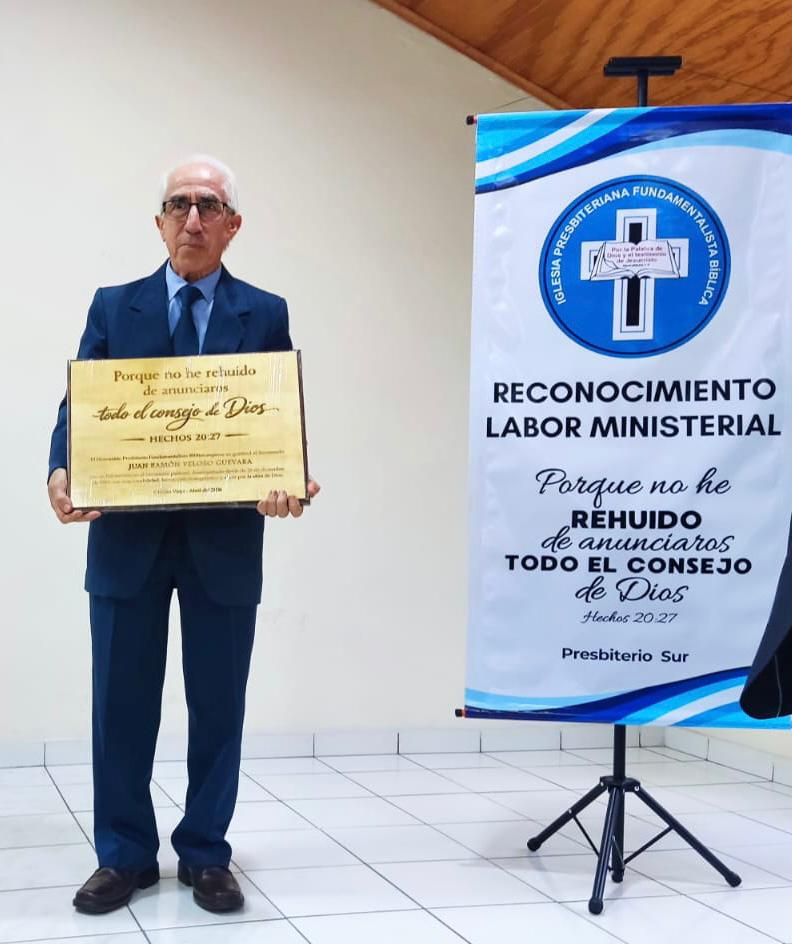 Porque no he rehuído
de anunciaros
todo el consejo de Dios
HECHOS 20:27
JUAN RAMÓN VELOSO GUEVARA
IGLESIA PRESBITERIANA FUNDAMENTALISTA BÍBLICA
Por la Palabra de
Dios y el testimonio
de Jesucristo
RECONOCIMIENTO
LABOR MINISTERIAL
Porque no he
REHUIDO
de anunciaros
TODO EL CONSEJO
de Dios
Hechos 20:27
Presbiterio Sur